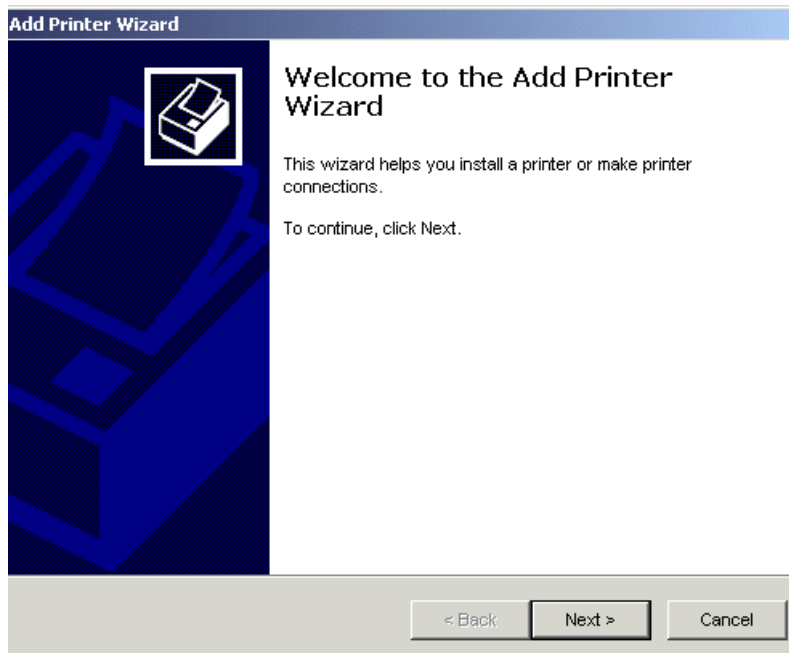 Add Printer Wizard
Welcome to the Add Printer
Wizard
This wizard helps you install a printer or make printer
connections.
To continue, click Next.
< Back Next > Cancel